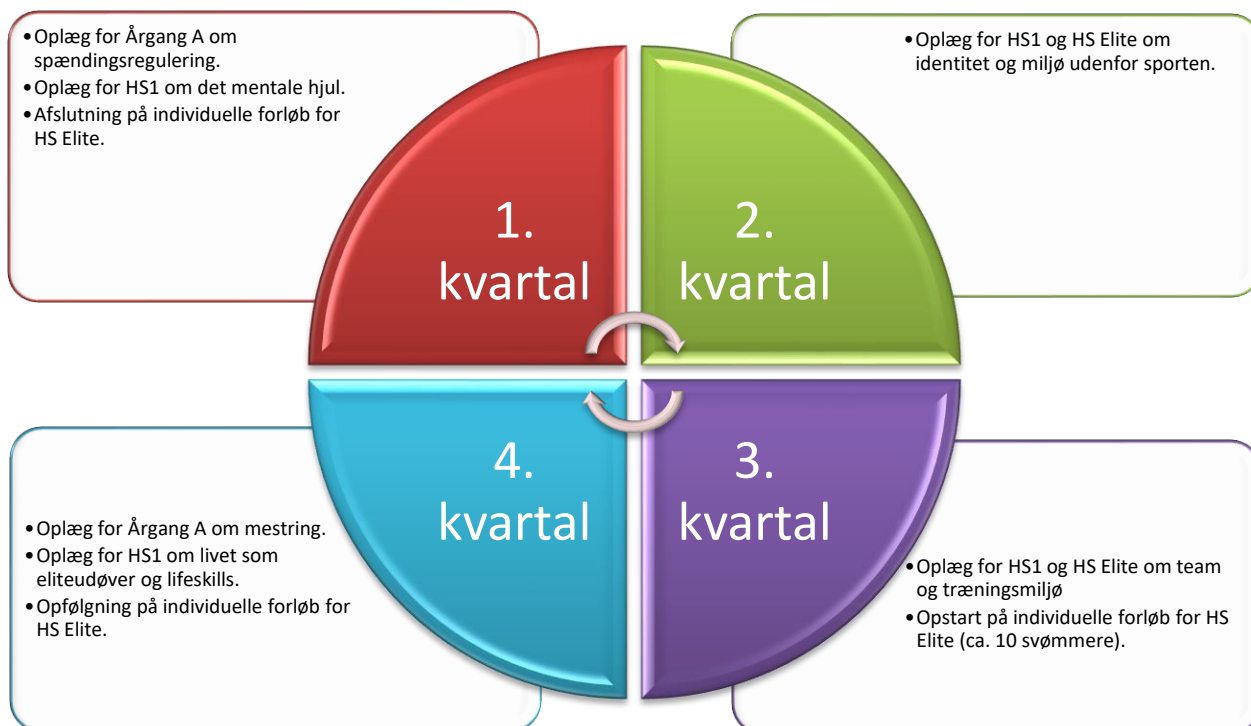 •Oplæg for Årgang A om
spændingsregulering.
•Oplæg for HS1 om det mentale hjul.
•Afslutning på individuelle forløb for
HS Elite.
•Oplæg for HS1 og HS Elite om
identitet og miljø udenfor sporten.
1.
kvartal
2.
kvartal
4.
kvartal
3.
kvartal
•Oplæg for Årgang A om mestring.
•Oplæg for HS1 om livet som
eliteudøver og lifeskills.
•Opfølgning på individuelle forløb for
HS Elite.
•Oplæg for HS1 og HS Elite om team
og træningsmiljø
•Opstart på individuelle forløb for HS
Elite (ca. 10 svømmere).